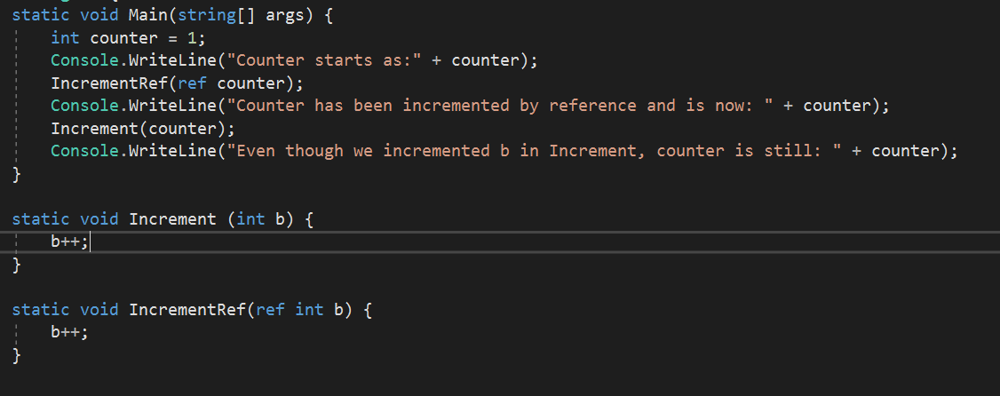 static void Main(string[] args) {
    int counter = 1;
    Console.WriteLine("Counter starts as:" + counter);
    IncrementRef(ref counter);
    Console.WriteLine("Counter has been incremented by reference and is now: " + counter);
    Increment(counter);
    Console.WriteLine("Even though we incremented b in Increment, counter is still: " + counter);
}

static void Increment (int b) {
    b++;
}

static void IncrementRef(ref int b) {
    b++;
}